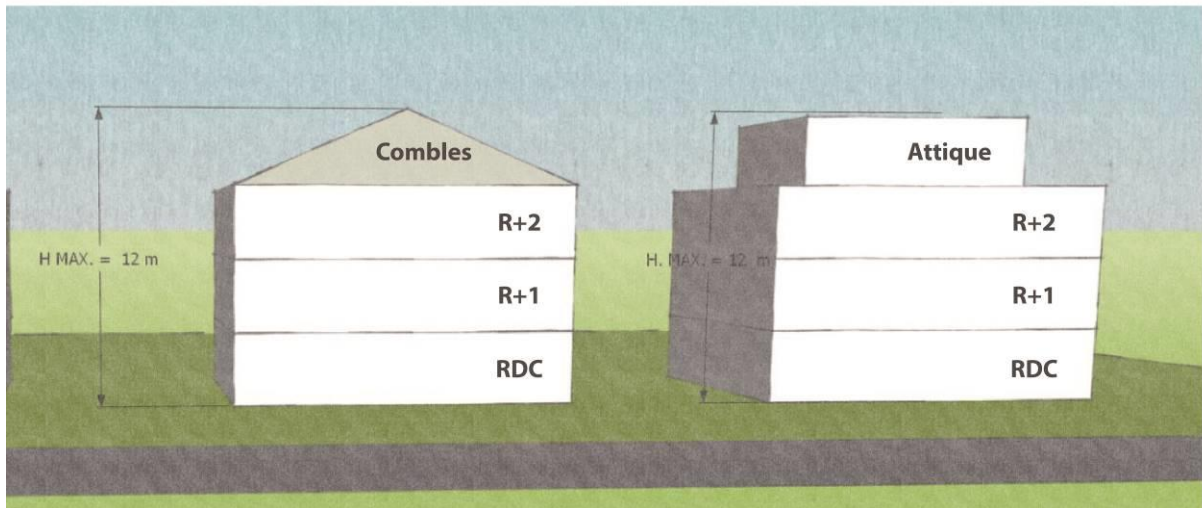 Combles
R+2
H MAX. = 12 m
R+1
RDC
Attique
R+2
H. MAX. = 12 m
R+1
RDC